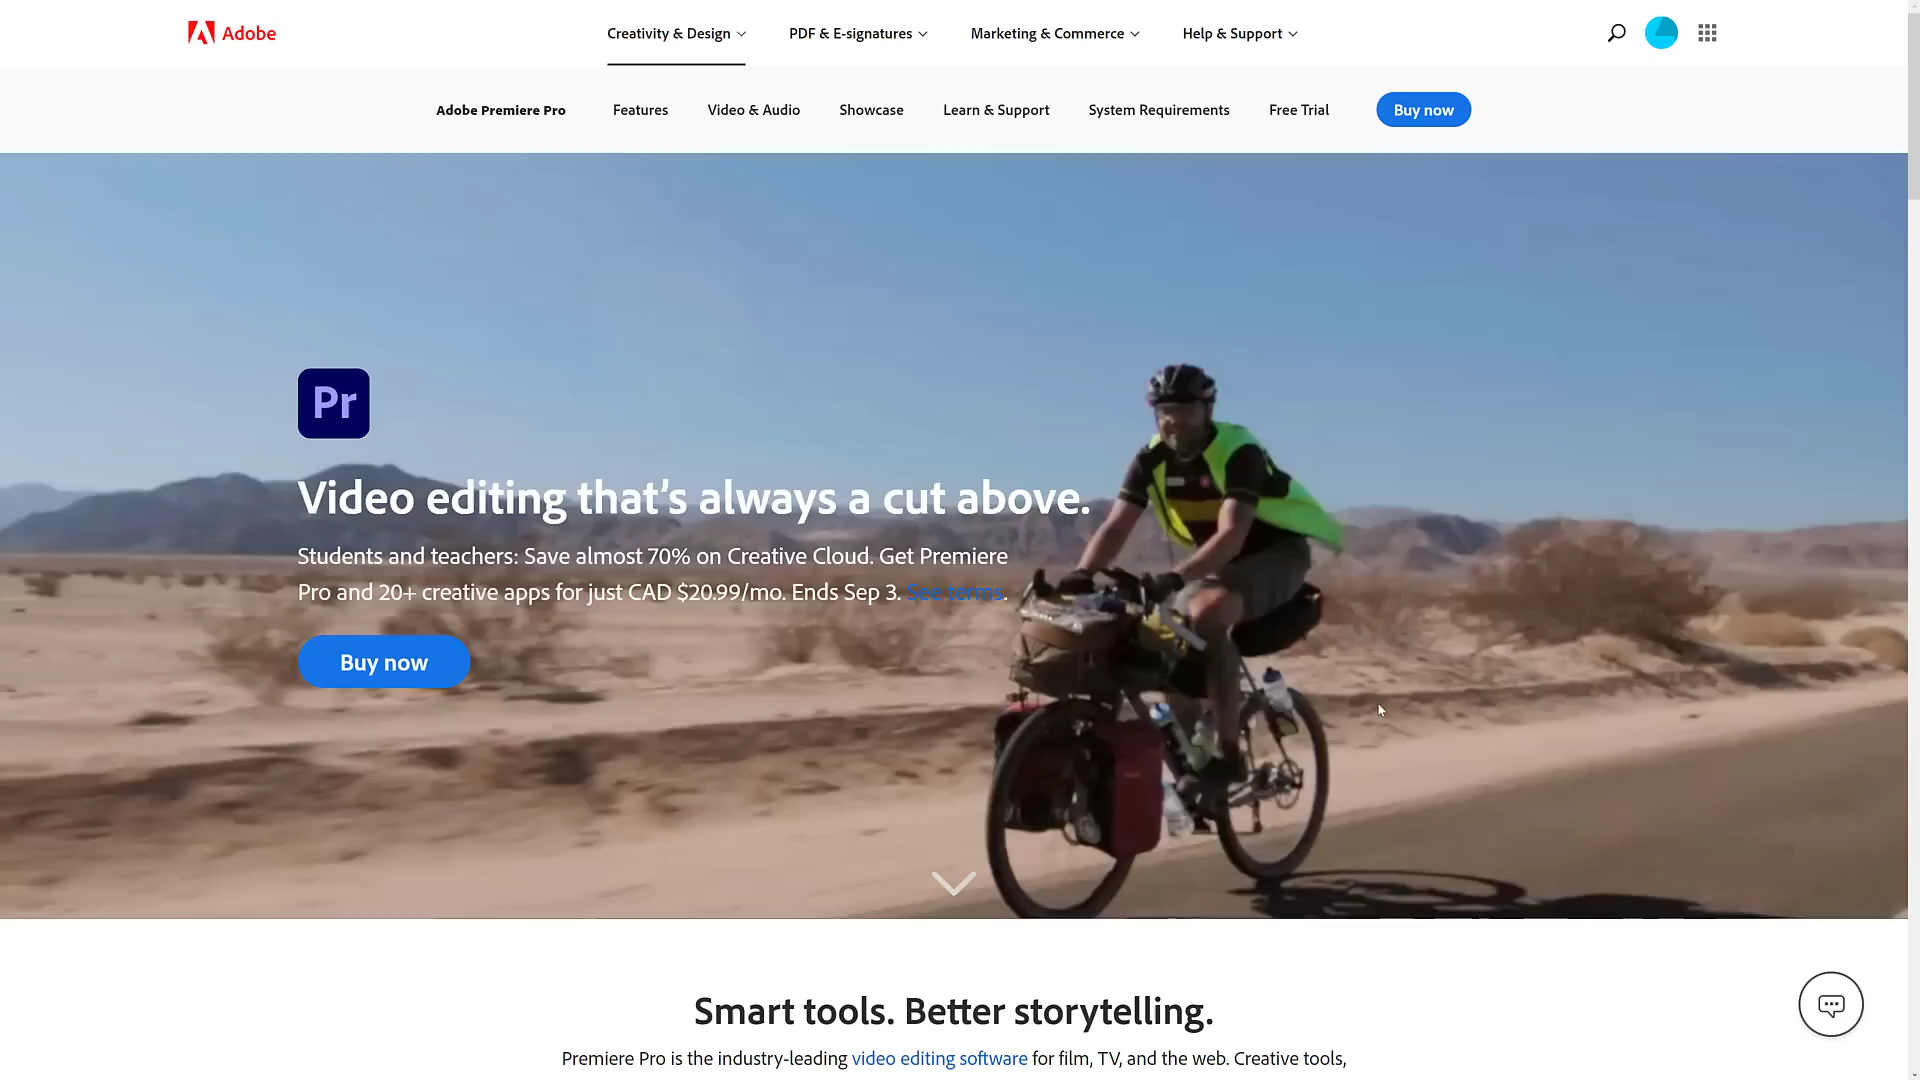 Adobe
Creativity & Design
PDF & E-signatures
Marketing & Commerce
Help & Support
Adobe Premiere Pro
Features
Video & Audio
Showcase
Learn & Support
System Requirements
Free Trial
Buy now
Pr
Video editing that's always a cut above.
Students and teachers: Save almost 70% on Creative Cloud. Get Premiere
Pro and 20+ creative apps for just CAD $20.99/mo. Ends Sep 3. See terms.
Buy now
Smart tools. Better storytelling.
Premiere Pro is the industry-leading video editing software for film, TV, and the web. Creative tools,